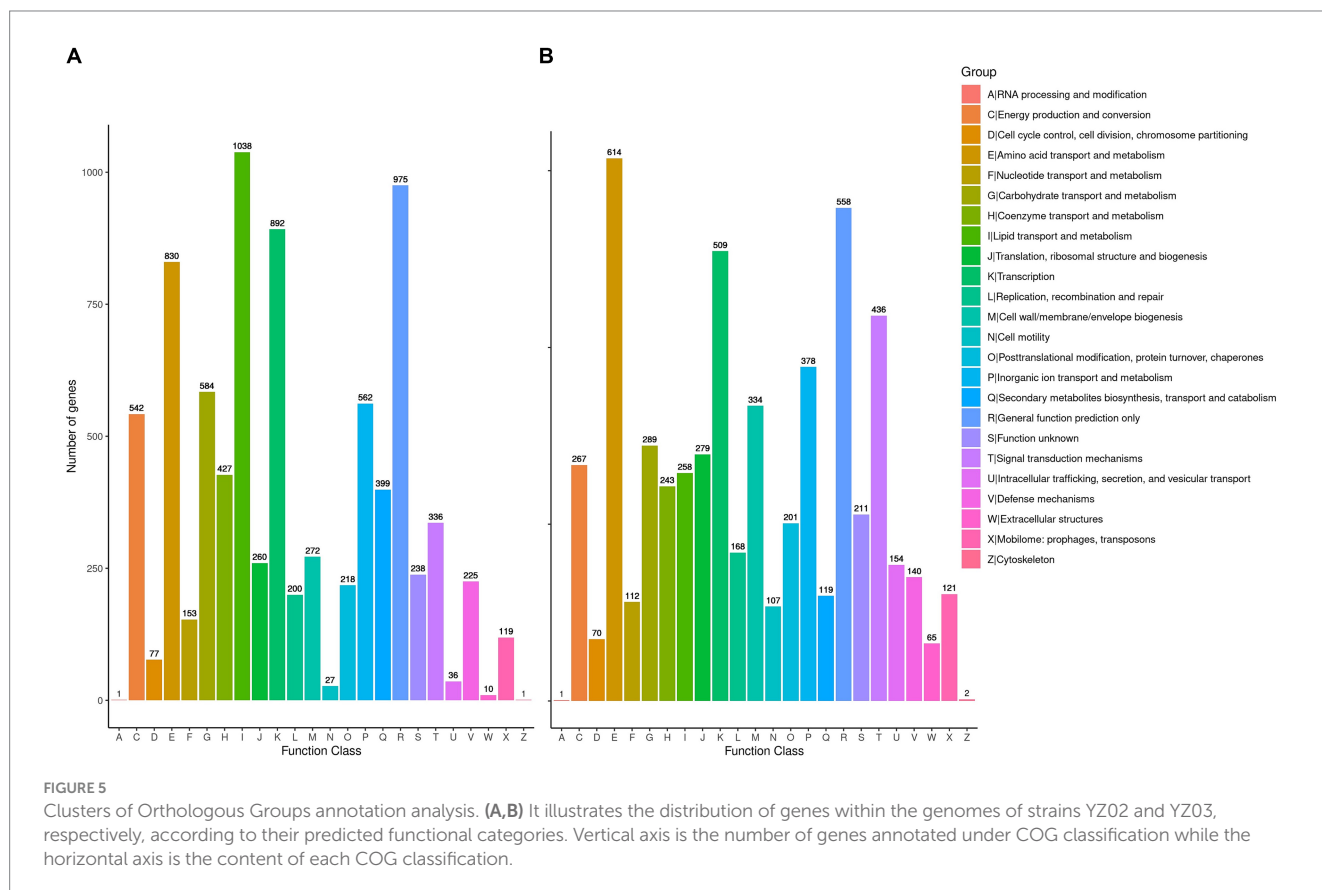 A
B
Number of genes
1000
750
500
250
0
1
542
77
830
153
584
427
1038
260
892
200
272
27
218
562
399
975
238
336
36
225
10
119
1
A C D E F G H I J K L M N O P Q R S T U V W X Z
Function Class
1
267
70
614
112
289
243
258
279
509
168
334
107
201
378
119
558
211
436
154
140
65
121
2
A C D E F G H I J K L M N O P Q R S T U V W X Z
Function Class
Group
A|RNA processing and modification
C|Energy production and conversion
D|Cell cycle control, cell division, chromosome partitioning
E|Amino acid transport and metabolism
F|Nucleotide transport and metabolism
G|Carbohydrate transport and metabolism
H|Coenzyme transport and metabolism
I|Lipid transport and metabolism
J|Translation, ribosomal structure and biogenesis
K|Transcription
L|Replication, recombination and repair
M|Cell wall/membrane/envelope biogenesis
N|Cell motility
O|Posttranslational modification, protein turnover, chaperones
P|Inorganic ion transport and metabolism
Q|Secondary metabolites biosynthesis, transport and catabolism
R|General function prediction only
S|Function unknown
T|Signal transduction mechanisms
U|Intracellular trafficking, secretion, and vesicular transport
V|Defense mechanisms
W|Extracellular structures
X|Mobilome: prophages, transposons
Z|Cytoskeleton
FIGURE 5
Clusters of Orthologous Groups annotation analysis. (A,B) It illustrates the distribution of genes within the genomes of strains YZ02 and YZ03,
respectively, according to their predicted functional categories. Vertical axis is the number of genes annotated under COG classification while the
horizontal axis is the content of each COG classification.